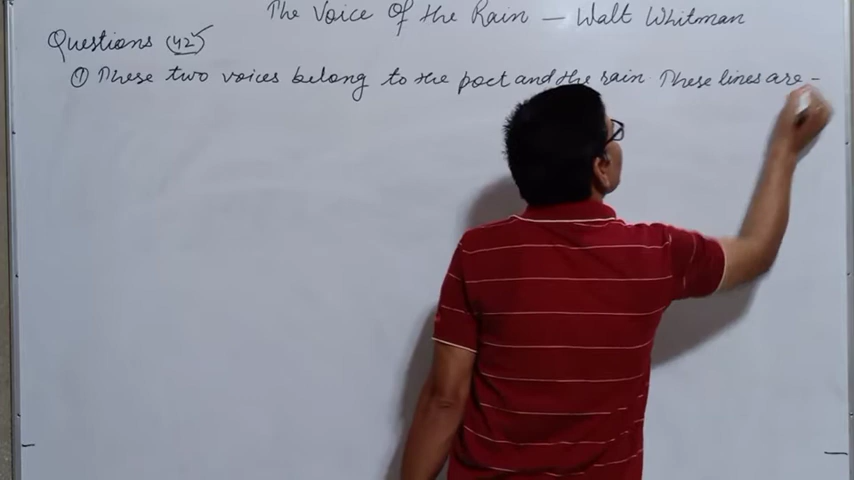 The Voice Of the Rain — Walt Whitman
Questions (42)
① These two voices belong to the poet and the rain. These lines are -